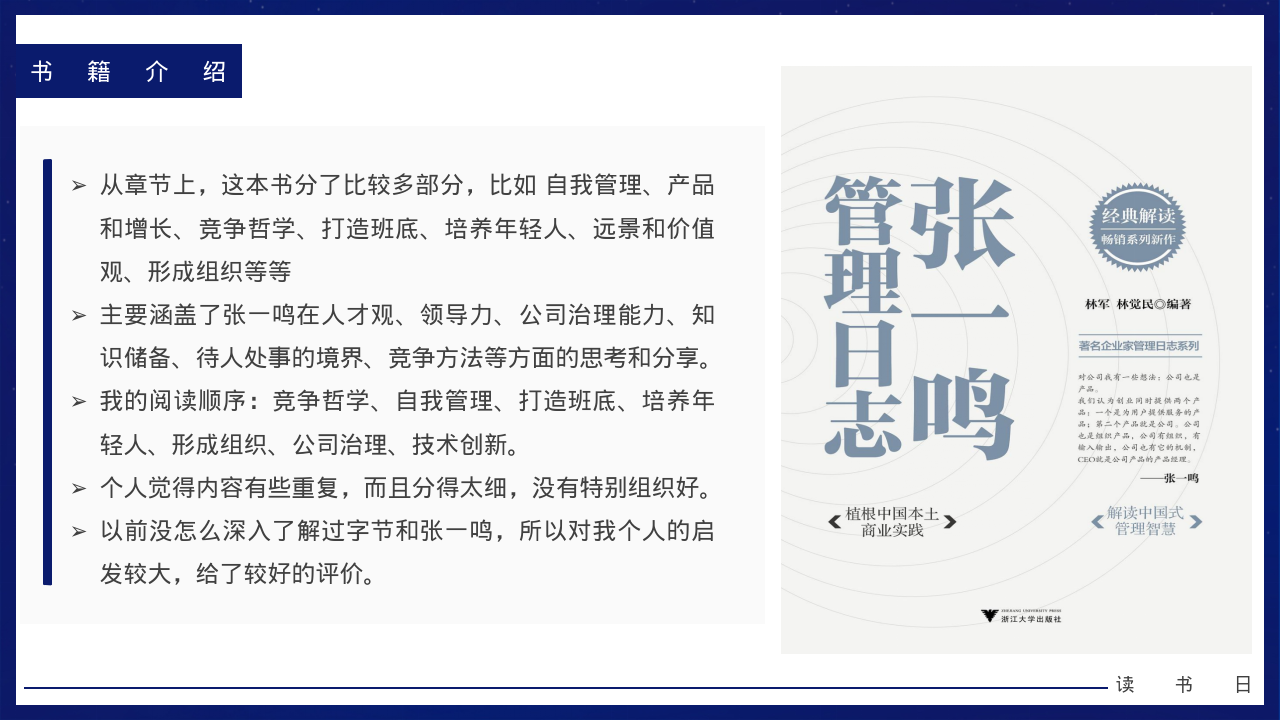 书 籍 介 绍
➢ 从章节上，这本书分了比较多部分，比如 自我管理、产品
和增长、竞争哲学、打造班底、培养年轻人、远景和价值
观、形成组织等等
➢ 主要涵盖了张一鸣在人才观、领导力、公司治理能力、知
识储备、待人处事的境界、竞争方法等方面的思考和分享。
➢ 我的阅读顺序：竞争哲学、自我管理、打造班底、培养年
轻人、形成组织、公司治理、技术创新。
➢ 个人觉得内容有些重复，而且分得太细，没有特别组织好。
➢ 以前没怎么深入了解过字节和张一鸣，所以对我个人的启
发较大，给了较好的评价。
张一鸣
管理日志
经典解读
畅销系列新作
林军 林觉民◎编著
著名企业家管理日志系列
对公司我有一些想法：公司也是
产品。
我们认为创业同时提供两个产
品：一个是为用户提供服务的产
品；第二个产品就是公司。公司
也是组织产品，公司有组织，有
输入输出，公司也有它的机制，
CEO就是公司产品的产品经理。
——张一鸣
植根中国本土
商业实践
解读中国式
管理智慧
ZHEJIANG UNIVERSITY PRESS
浙江大学出版社
读 书 日